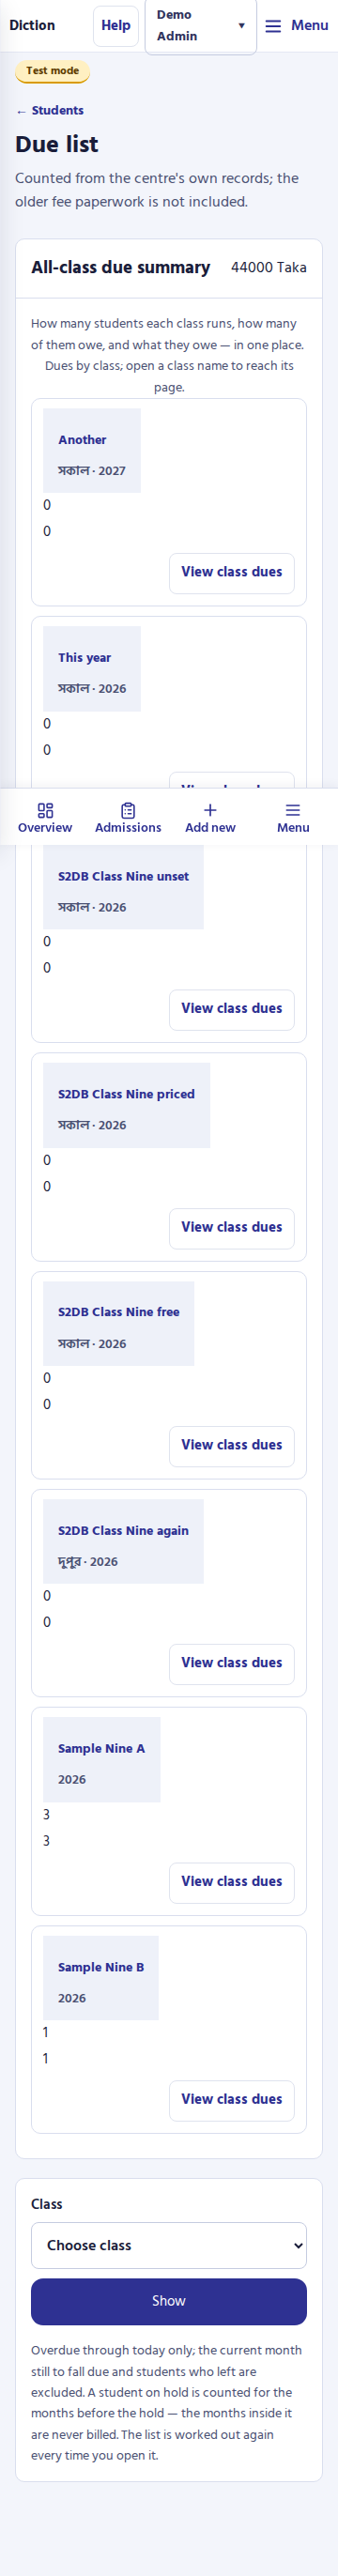 Diction
Help
Demo
Admin
Menu
Test mode
← Students
Due list
Counted from the centre's own records; the
older fee paperwork is not included.
All-class due summary
44000 Taka
How many students each class runs, how many
of them owe, and what they owe — in one place.
Dues by class; open a class name to reach its
page.
Another
সকাল · 2027
0
0
View class dues
This year
সকাল · 2026
0
0
Overview
Admissions
Add new
Menu
S2DB Class Nine unset
সকাল · 2026
0
0
View class dues
S2DB Class Nine priced
সকাল · 2026
0
0
View class dues
S2DB Class Nine free
সকাল · 2026
0
0
View class dues
S2DB Class Nine again
দুপুর · 2026
0
0
View class dues
Sample Nine A
2026
3
3
View class dues
Sample Nine B
2026
1
1
View class dues
Class
Choose class
Show
Overdue through today only; the current month
still to fall due and students who left are
excluded. A student on hold is counted for the
months before the hold — the months inside it
are never billed. The list is worked out again
every time you open it.